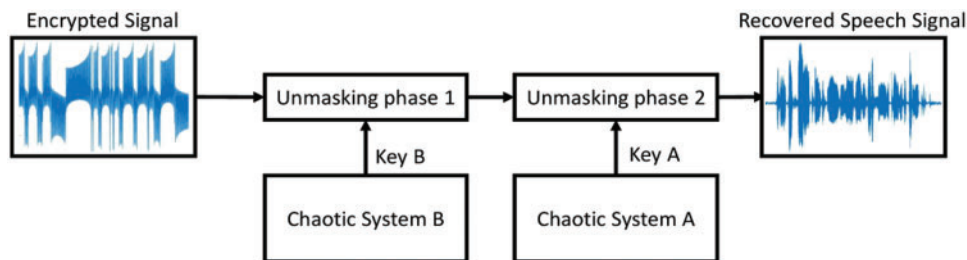 Encrypted Signal
Recovered Speech Signal
Unmasking phase 1
Unmasking phase 2
Key B
Key A
Chaotic System B
Chaotic System A